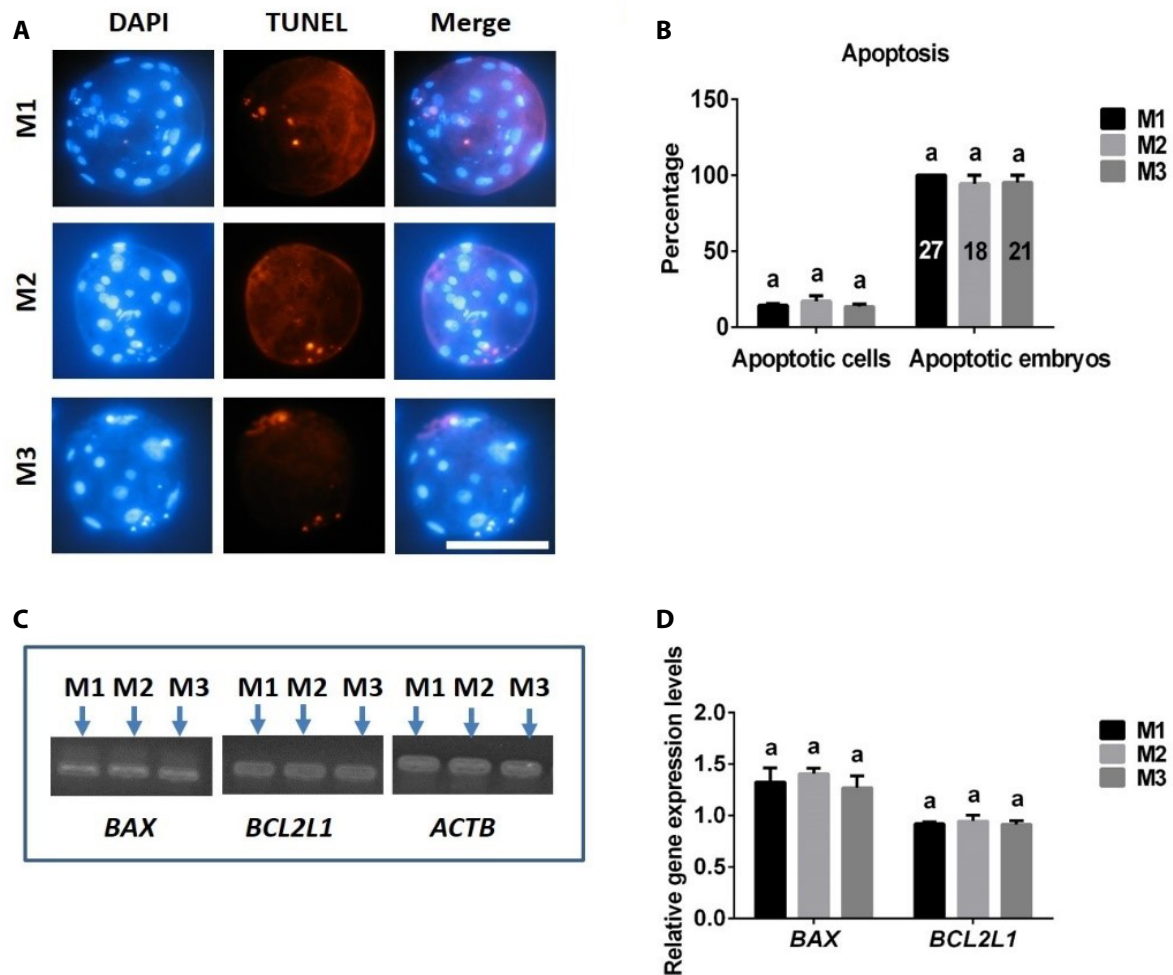 A
DAPI TUNEL Merge
M1
M2
M3
B
Apoptosis
150
100
50
0
Percentage
a a a
a a a
27 18 21
Apoptotic cells Apoptotic embryos
M1
M2
M3
C
M1 M2 M3 M1 M2 M3 M1 M2 M3
BAX BCL2L1 ACTB
D
Relative gene expression levels
2.0
1.5
1.0
0.5
0.0
a a a
a a a
BAX BCL2L1
M1
M2
M3